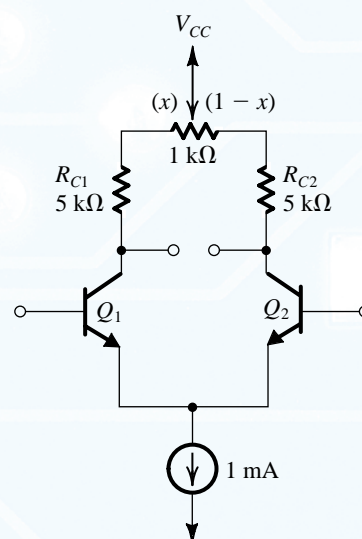 V_CC
(x) (1 − x)
1 kΩ
R_C1 R_C2
5 kΩ 5 kΩ
Q_1 Q_2
1 mA